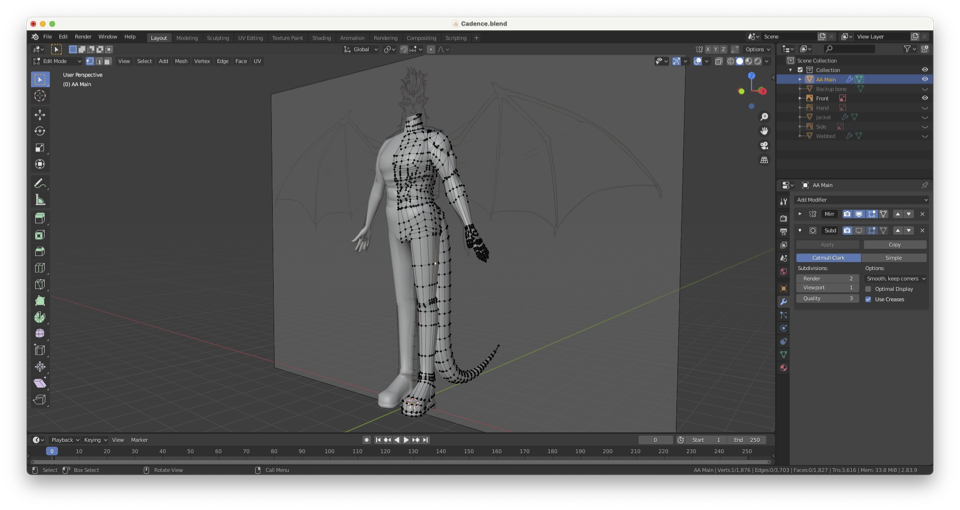 Cadence.blend
File Edit Render Window Help Layout Modeling Sculpting UV Editing Texture Paint Shading Animation Rendering Compositing Scripting + Scene View Layer
Global X Y Z Options
Edit Mode View Select Add Mesh Vertex Edge Face UV
User Perspective
(0) AA Main
Z
Scene Collection
Collection
AA Main
Backup bone
Front
Hand
Jacket
Side
Webbed
AA Main
Add Modifier
Mirr
Subd
Apply Copy
Catmull Clark Simple
Subdivisions: Options:
Render 2 Smooth, keep corners
Viewport 1 Optimal Display
Quality 3 Use Creases
Playback Keying View Marker 0 Start 1 End 250
0 10 20 30 40 50 60 70 80 90 100 110 120 130 140 150 160 170 180 190 200 210 220 230 240 250
Select Box Select Rotate View Call Menu AA Main | Verts:1/1,876 | Edges:0/3,703 | Faces:0/1,827 | Tris:3,616 | Mem: 33.8 MiB | 2.83.9